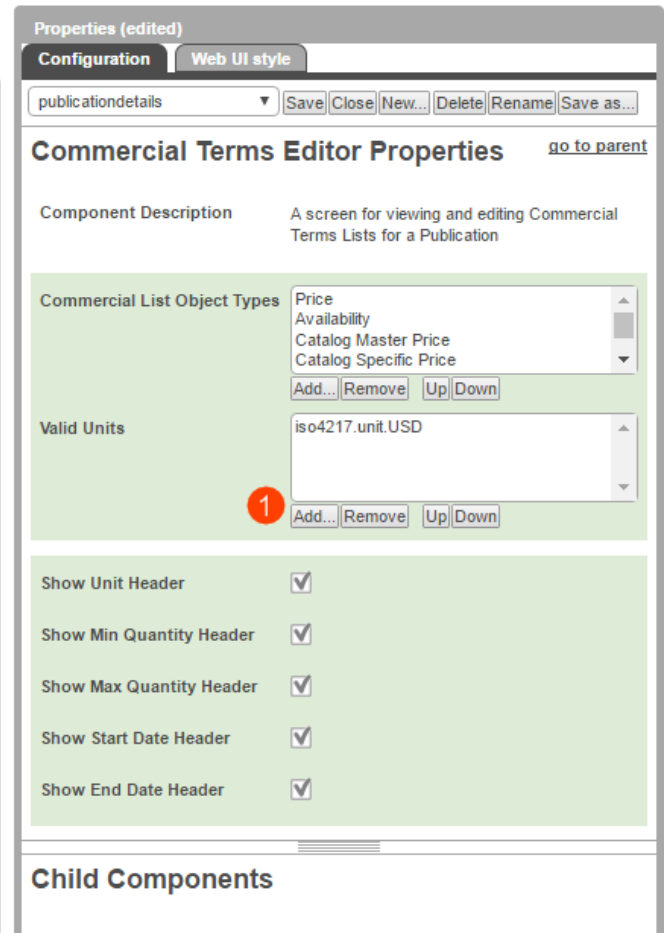 Properties (edited)
Configuration Web UI style
publicationdetails Save Close New... Delete Rename Save as...
Commercial Terms Editor Properties go to parent
Component Description A screen for viewing and editing Commercial
Terms Lists for a Publication
Commercial List Object Types Price
Availability
Catalog Master Price
Catalog Specific Price
Add... Remove Up Down
Valid Units iso4217.unit.USD
1 Add... Remove Up Down
Show Unit Header
Show Min Quantity Header
Show Max Quantity Header
Show Start Date Header
Show End Date Header
Child Components